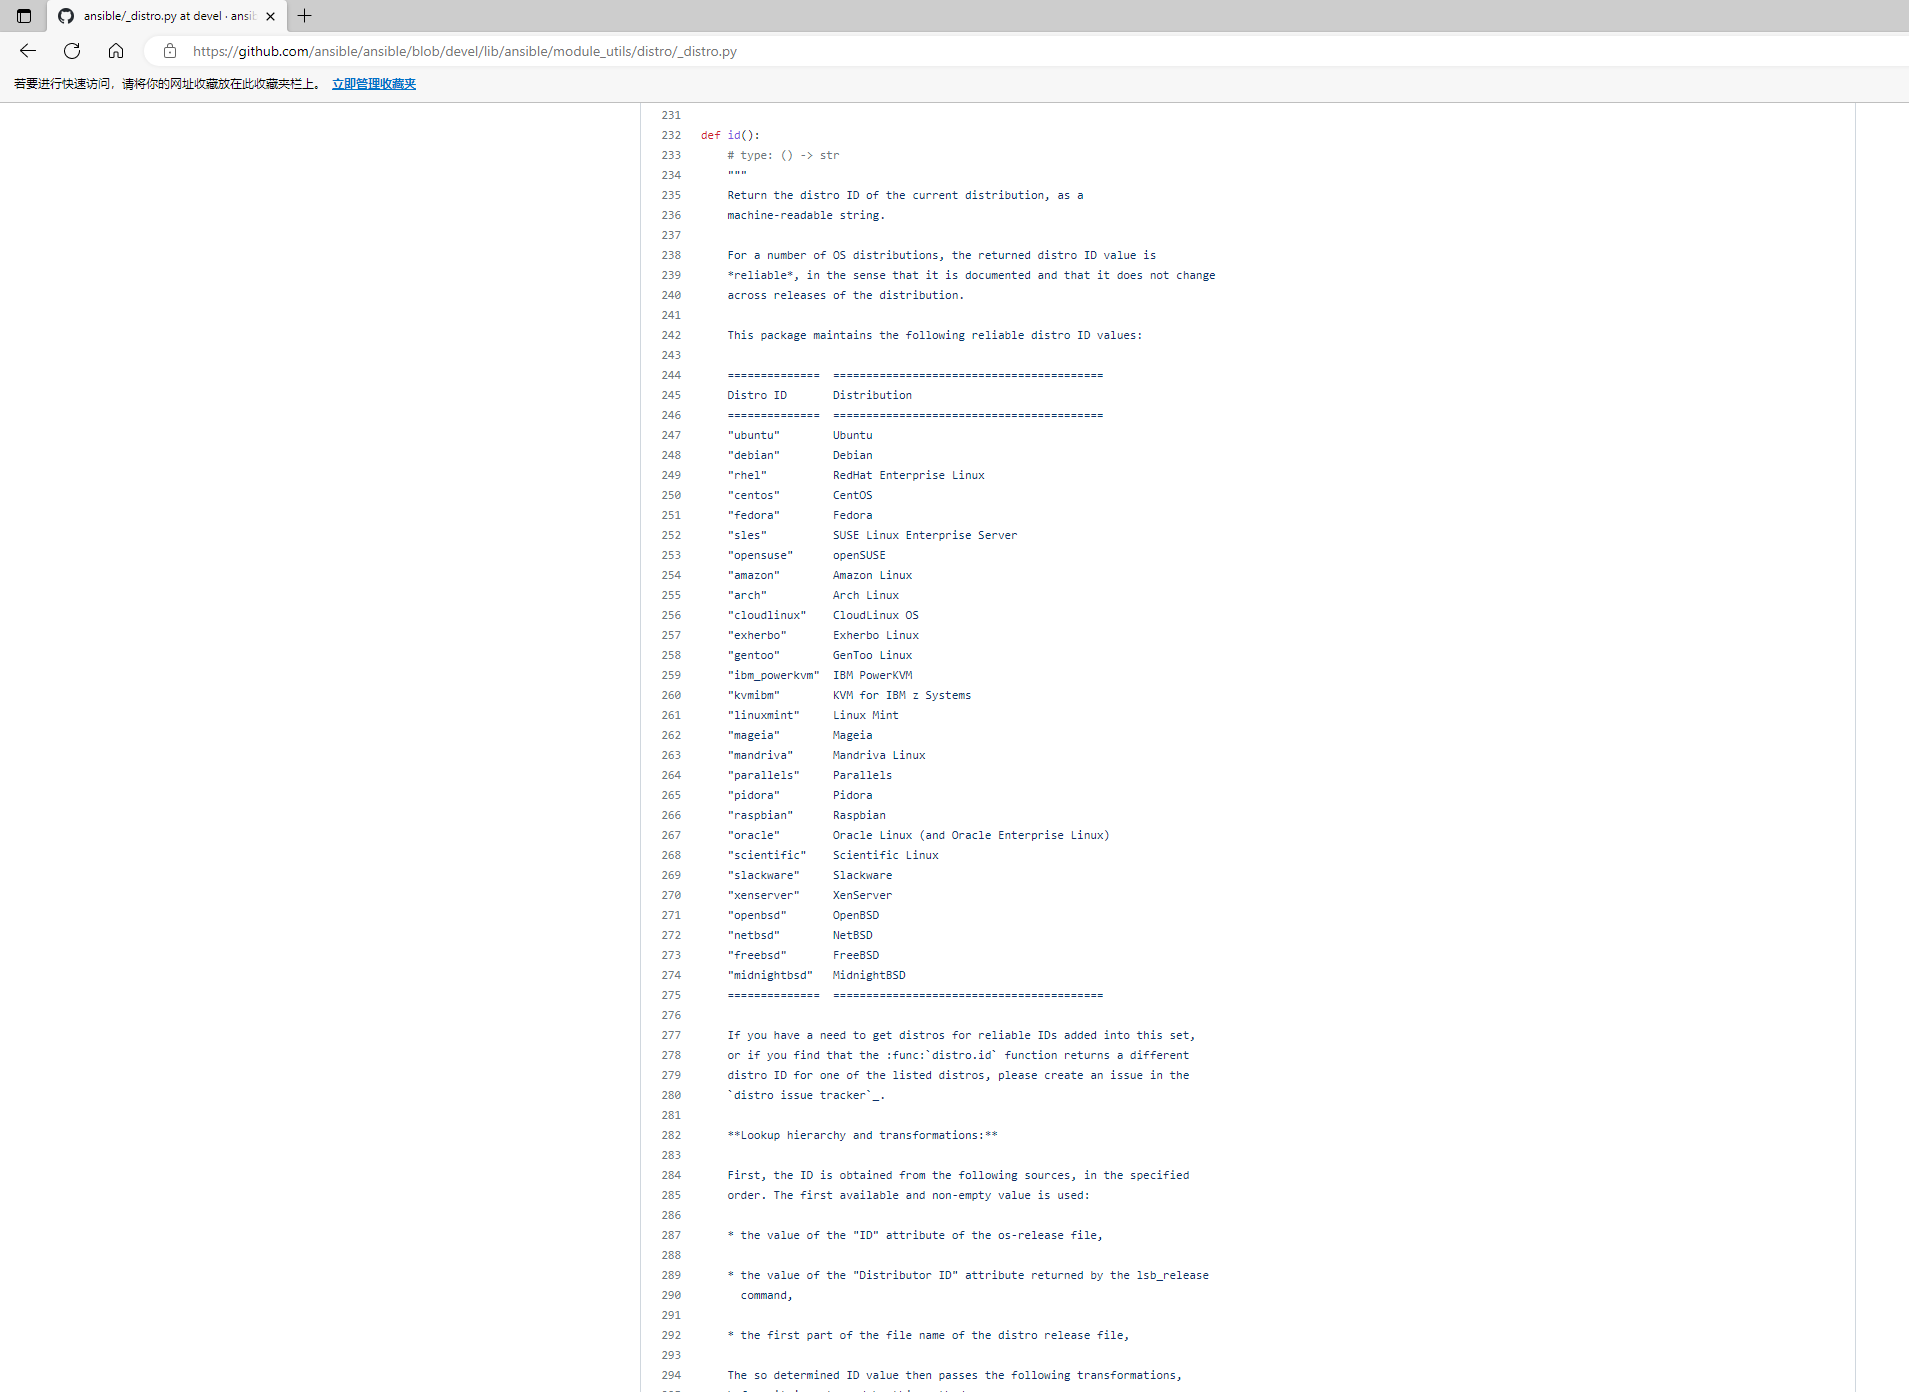 ansible/_distro.py at devel · ansib
https://github.com/ansible/ansible/blob/devel/lib/ansible/module_utils/distro/_distro.py
若要进行快速访问，请将你的网址收藏放在此收藏夹栏上。 立即管理收藏夹
231
232 def id():
233 # type: () -> str
234 """
235 Return the distro ID of the current distribution, as a
236 machine-readable string.
237
238 For a number of OS distributions, the returned distro ID value is
239 *reliable*, in the sense that it is documented and that it does not change
240 across releases of the distribution.
241
242 This package maintains the following reliable distro ID values:
243
244 ============== =========================================
245 Distro ID Distribution
246 ============== =========================================
247 "ubuntu" Ubuntu
248 "debian" Debian
249 "rhel" RedHat Enterprise Linux
250 "centos" CentOS
251 "fedora" Fedora
252 "sles" SUSE Linux Enterprise Server
253 "opensuse" openSUSE
254 "amazon" Amazon Linux
255 "arch" Arch Linux
256 "cloudlinux" CloudLinux OS
257 "exherbo" Exherbo Linux
258 "gentoo" GenToo Linux
259 "ibm_powerkvm" IBM PowerKVM
260 "kvmibm" KVM for IBM z Systems
261 "linuxmint" Linux Mint
262 "mageia" Mageia
263 "mandriva" Mandriva Linux
264 "parallels" Parallels
265 "pidora" Pidora
266 "raspbian" Raspbian
267 "oracle" Oracle Linux (and Oracle Enterprise Linux)
268 "scientific" Scientific Linux
269 "slackware" Slackware
270 "xenserver" XenServer
271 "openbsd" OpenBSD
272 "netbsd" NetBSD
273 "freebsd" FreeBSD
274 "midnightbsd" MidnightBSD
275 ============== =========================================
276
277 If you have a need to get distros for reliable IDs added into this set,
278 or if you find that the :func:`distro.id` function returns a different
279 distro ID for one of the listed distros, please create an issue in the
280 `distro issue tracker`_.
281
282 **Lookup hierarchy and transformations:**
283
284 First, the ID is obtained from the following sources, in the specified
285 order. The first available and non-empty value is used:
286
287 * the value of the "ID" attribute of the os-release file,
288
289 * the value of the "Distributor ID" attribute returned by the lsb_release
290 command,
291
292 * the first part of the file name of the distro release file,
293
294 The so determined ID value then passes the following transformations,